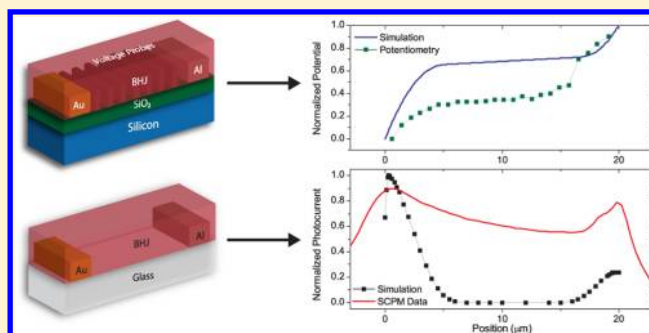 Voltage Probes
BHJ
Al
Au
SiO₂
Silicon
BHJ
Al
Au
Glass
Normalized Potential
1.0
0.8
0.6
0.4
0.2
0.0
Simulation
Potentiometry
0
10
20
Normalized Photocurrent
1.0
0.8
0.6
0.4
0.2
0.0
Simulation
SCPM Data
0
10
20
Position (μm)